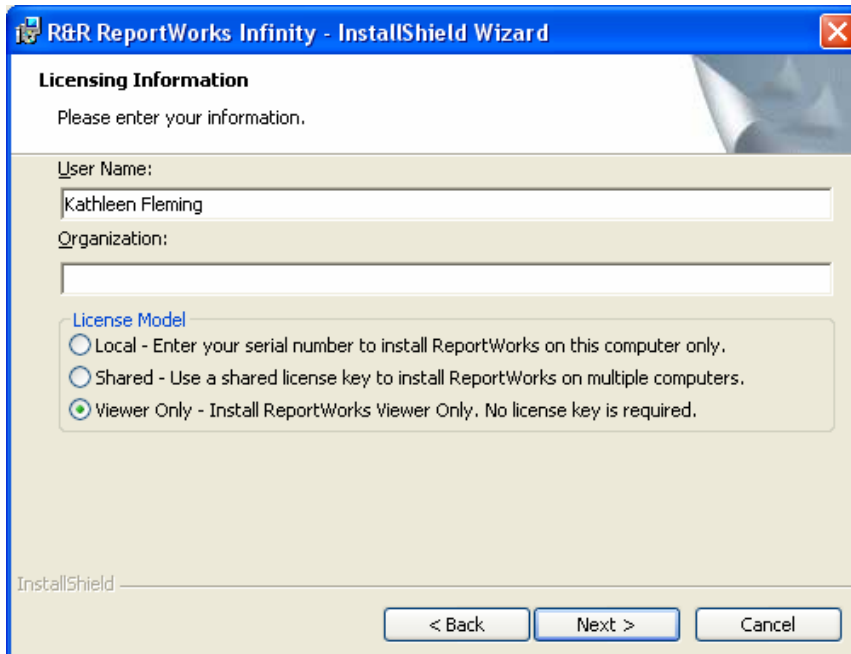 R&R ReportWorks Infinity - InstallShield Wizard
Licensing Information
Please enter your information.
User Name:
Kathleen Fleming
Organization:
License Model
Local - Enter your serial number to install ReportWorks on this computer only.
Shared - Use a shared license key to install ReportWorks on multiple computers.
Viewer Only - Install ReportWorks Viewer Only. No license key is required.
InstallShield
< Back Next > Cancel